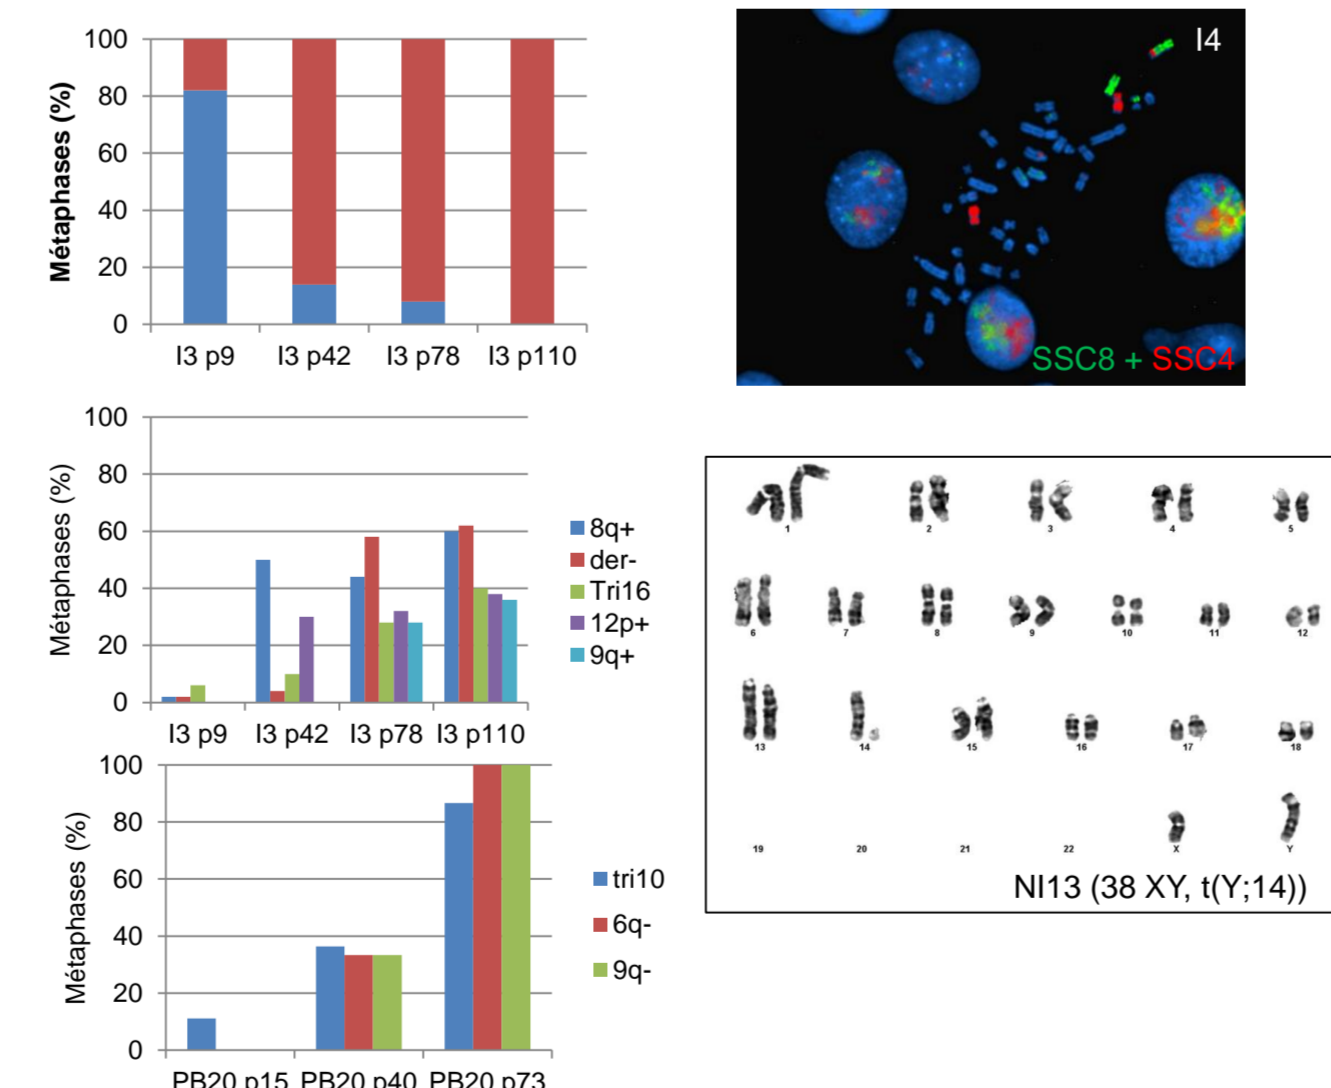 100
80
60
40
20
0
Métaphases (%)
I3 p9 I3 p42 I3 p78 I3 p110
100
80
60
40
20
0
Métaphases (%)
I3 p9 I3 p42 I3 p78 I3 p110
8q+
der-
Tri16
12p+
9q+
100
80
60
40
20
0
Métaphases (%)
PB20 p15 PB20 p40 PB20 p73
tri10
6q-
9q-
I4
SSC8 + SSC4
1 2 3 4 5
6 7 8 9 10 11 12
13 14 15 16 17 18
19 20 21 22 X Y
NI13 (38 XY, t(Y;14))